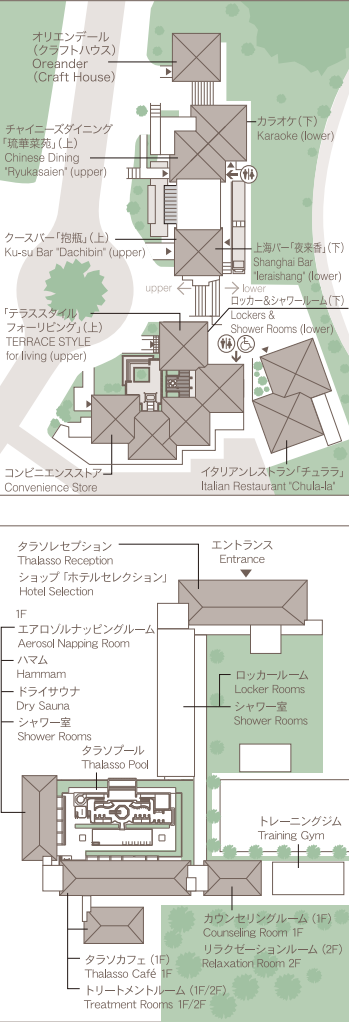 オリエンデール
（クラフトハウス）
Oreander
(Craft House)
カラオケ（下）
Karaoke (lower)
チャイニーズダイニング
「琉華菜苑」（上）
Chinese Dining
"Ryukasaien" (upper)
クースバー「抱瓶」（上）
Ku-su Bar "Dachibin" (upper)
上海バー「夜来香」（下）
Shanghai Bar
"Ieraishang" (lower)
upper
lower
ロッカー＆シャワールーム（下）
Lockers &
Shower Rooms (lower)
「テラススタイル
フォーリビング」（上）
TERRACE STYLE
for living (upper)
コンビニエンスストア
Convenience Store
イタリアンレストラン「チュララ」
Italian Restaurant "Chula-la"
タラソレセプション
Thalasso Reception
ショップ「ホテルセレクション」
Hotel Selection
エントランス
Entrance
1F
エアロゾルナッピングルーム
Aerosol Napping Room
ハマム
Hammam
ドライサウナ
Dry Sauna
シャワー室
Shower Rooms
ロッカールーム
Locker Rooms
シャワー室
Shower Rooms
タラソプール
Thalasso Pool
トレーニングジム
Training Gym
カウンセリングルーム（1F）
Counseling Room 1F
リラクゼーションルーム（2F）
Relaxation Room 2F
タラソカフェ（1F）
Thalasso Café 1F
トリートメントルーム（1F/2F）
Treatment Rooms 1F/2F